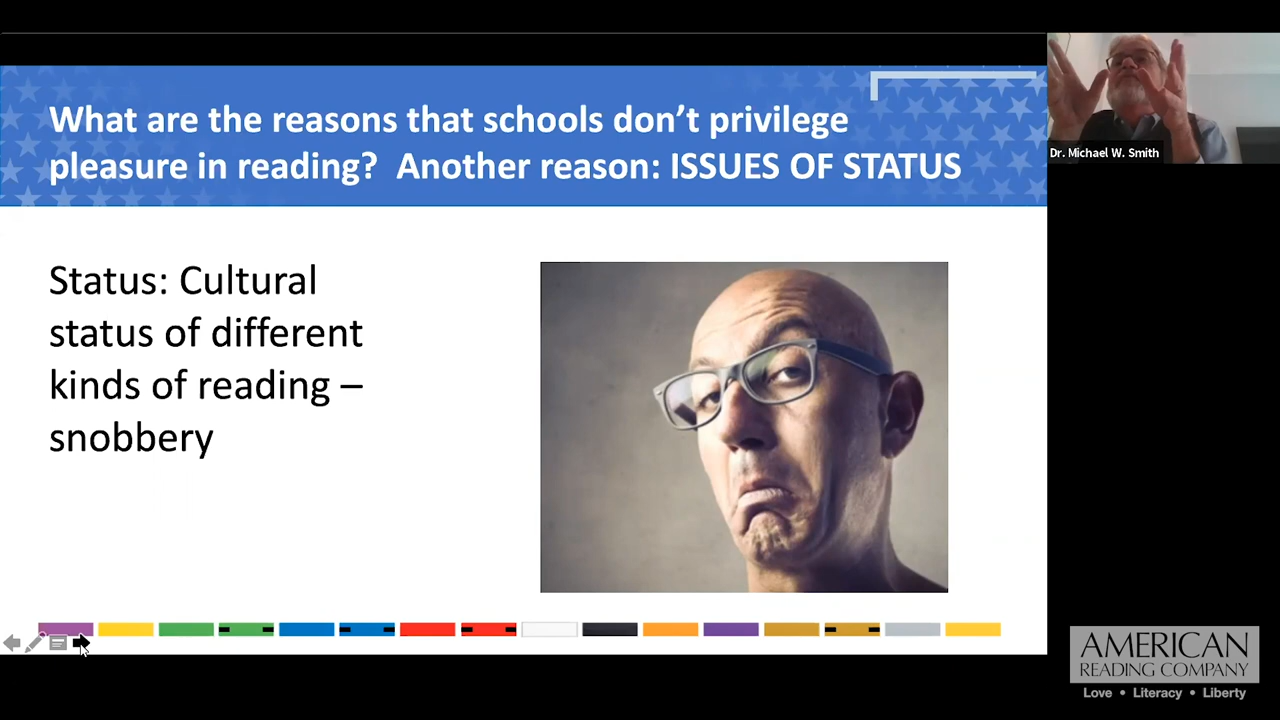 What are the reasons that schools don’t privilege
pleasure in reading?  Another reason: ISSUES OF STATUS
Status: Cultural
status of different
kinds of reading –
snobbery
Dr. Michael W. Smith
AMERICAN
READING COMPANY
Love • Literacy • Liberty